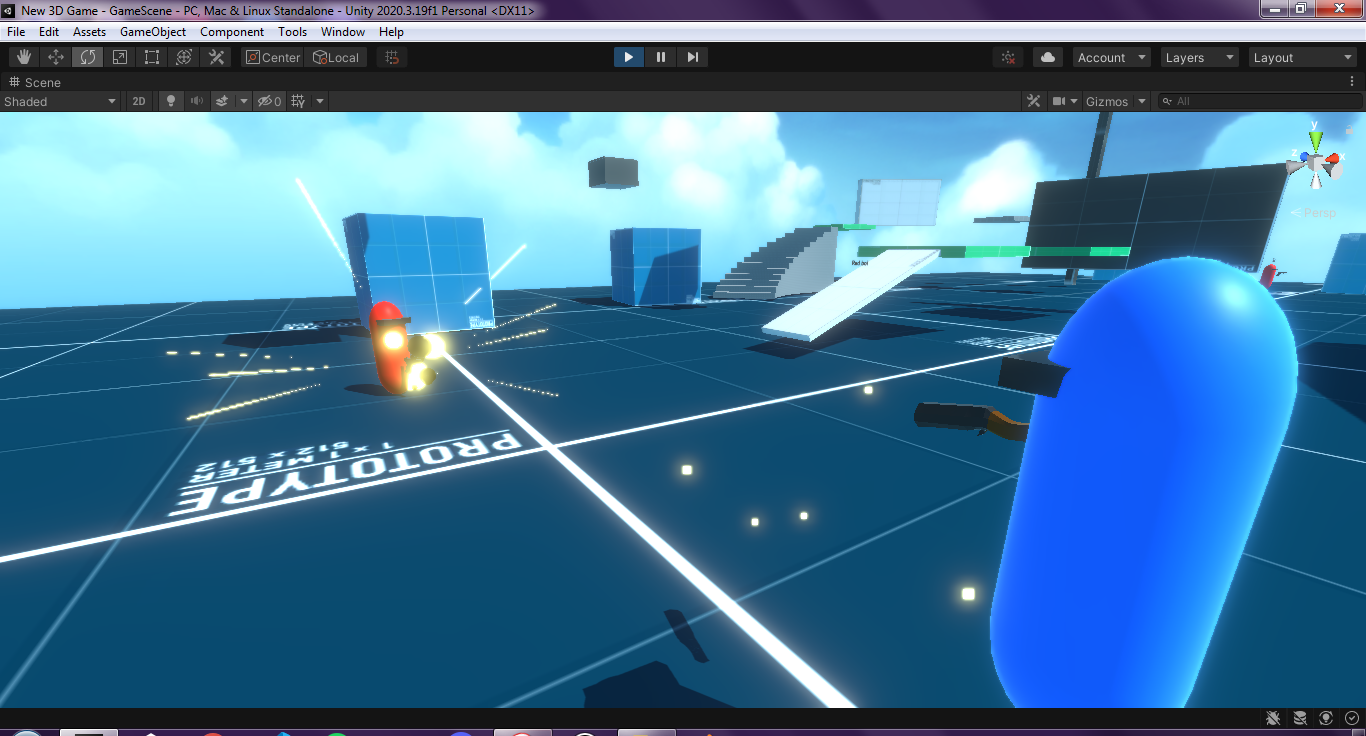 New 3D Game - GameScene - PC, Mac & Linux Standalone - Unity 2020.3.19f1 Personal <DX11>
File Edit Assets GameObject Component Tools Window Help
Center Local Account Layers Layout
Scene
Shaded 2D 0 Gizmos All
y
z x
Persp
Red bot
PROTOTYPE
1 X 1 METER
512 x 512